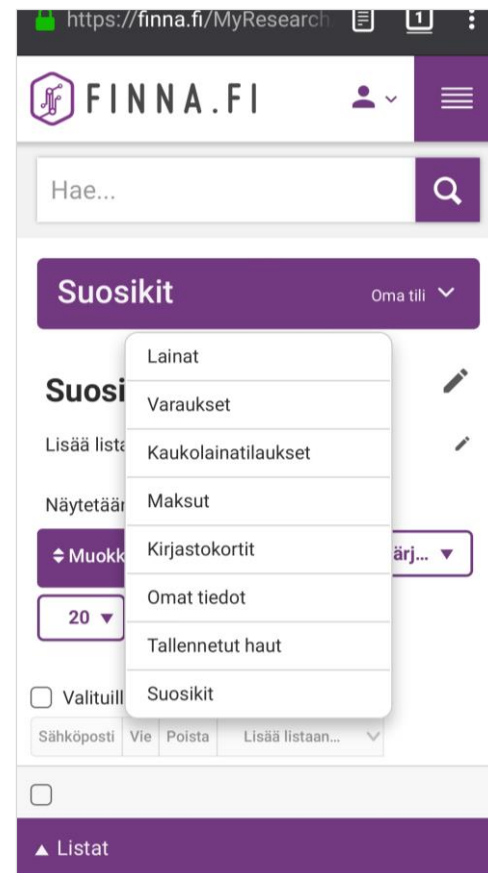 https://finna.fi/MyResearch
1
FINNA.FI
Hae...
Suosikit
Oma tili
Lainat
Suosi
Varaukset
Lisää lista
Kaukolainatilaukset
Näytetään
Maksut
Muokk
Kirjastokortit
ärj...
Omat tiedot
20
Tallennetut haut
Valituill
Suosikit
Sähköposti Vie Poista Lisää listaan...
Listat